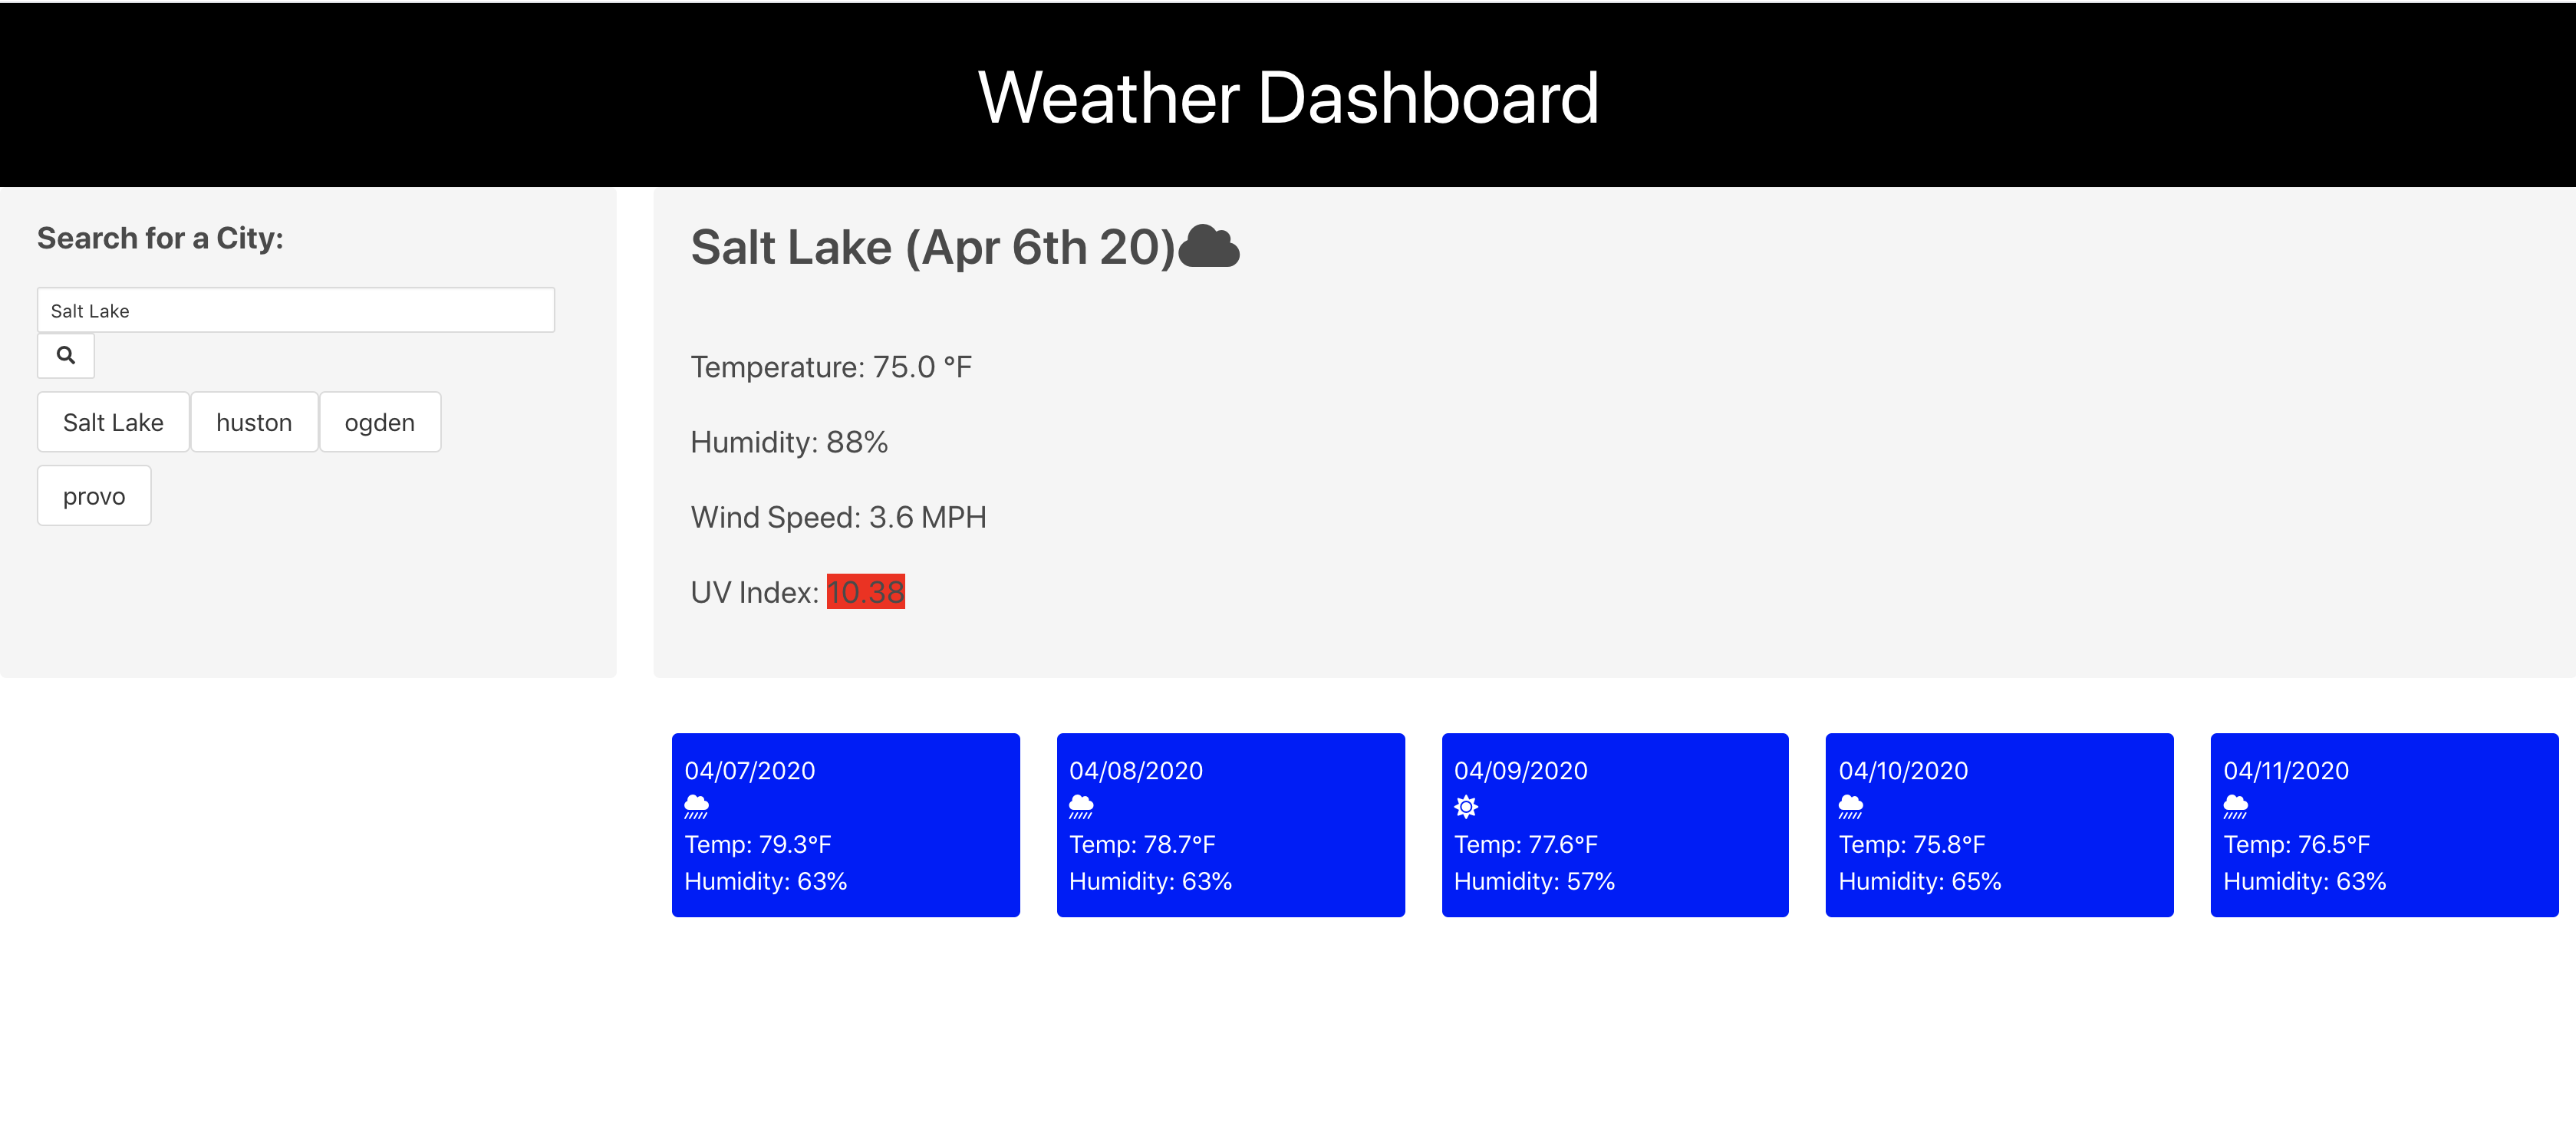 Weather Dashboard
Search for a City:
Salt Lake
Salt Lake
huston
ogden
provo
Salt Lake (Apr 6th 20)
Temperature: 75.0 °F
Humidity: 88%
Wind Speed: 3.6 MPH
UV Index: 10.38
04/07/2020
Temp: 79.3°F
Humidity: 63%
04/08/2020
Temp: 78.7°F
Humidity: 63%
04/09/2020
Temp: 77.6°F
Humidity: 57%
04/10/2020
Temp: 75.8°F
Humidity: 65%
04/11/2020
Temp: 76.5°F
Humidity: 63%